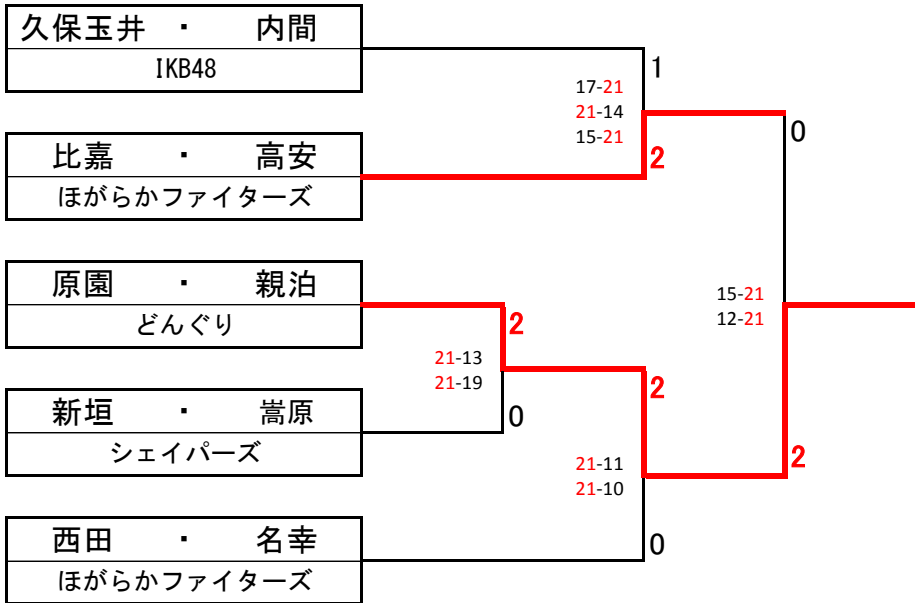 久保玉井 ・ 内間
IKB48
1
17-21
21-14
15-21
2
0
比嘉 ・ 高安
ほがらかファイターズ
原園 ・ 親泊
どんぐり
2
21-13
21-19
0
15-21
12-21
2
新垣 ・ 嵩原
シェイパーズ
2
21-11
21-10
0
西田 ・ 名幸
ほがらかファイターズ